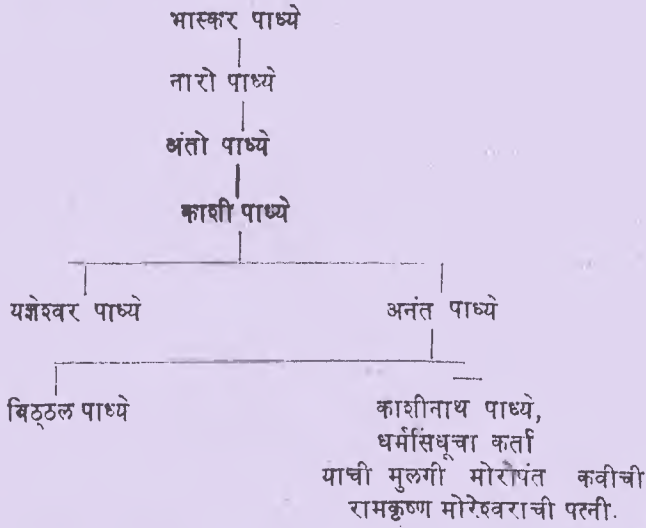 भास्कर पाध्ये
नारो पाध्ये
अंतो पाध्ये
काशी पाध्ये
यज्ञेश्वर पाध्ये अनंत पाध्ये
विठ्ठल पाध्ये काशीनाथ पाध्ये,
धर्मसिंधूचा कर्ता
याची मुलगी मोरोपंत कवीची
रामकृष्ण मोरेश्वराची पत्नी.